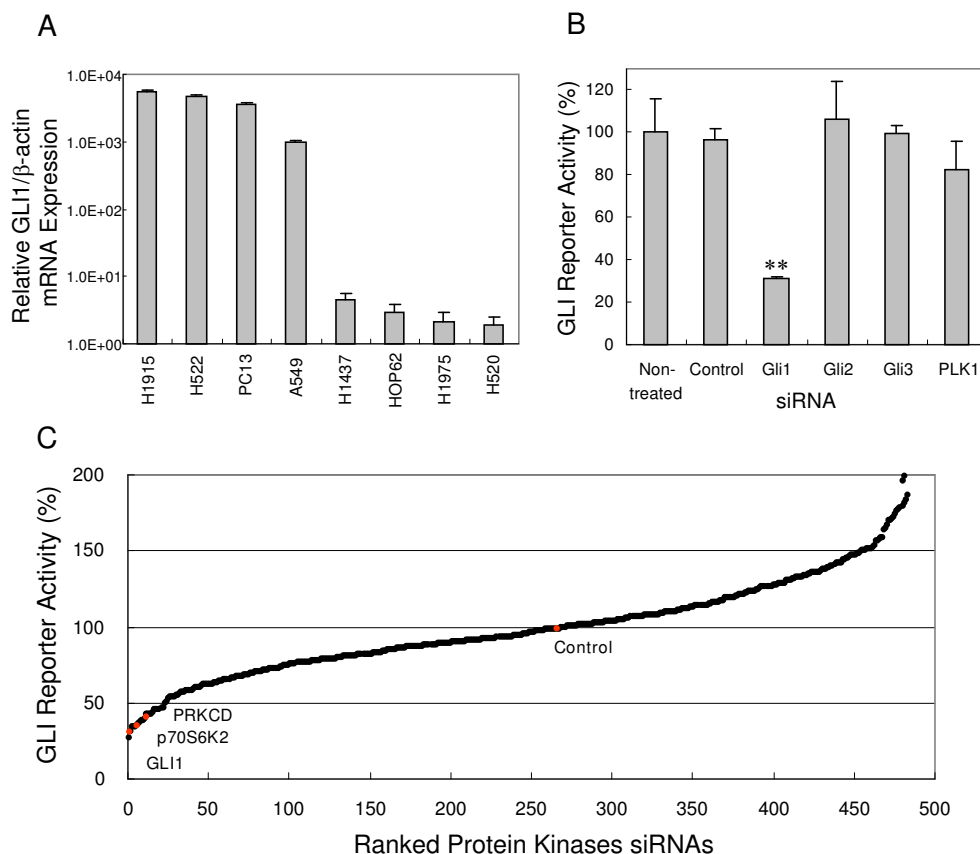 A
Relative GLI1/β-actin
mRNA Expression
1.0E+04
1.0E+03
1.0E+02
1.0E+01
1.0E+00
H1915
H522
PC13
A549
H1437
HOP62
H1975
H520
B
GLI Reporter Activity (%)
120
100
80
60
40
20
0
**
Non-
treated
Control
Gli1
Gli2
Gli3
PLK1
siRNA
C
GLI Reporter Activity (%)
200
150
100
50
0
Control
PRKCD
p70S6K2
GLI1
0
50
100
150
200
250
300
350
400
450
500
Ranked Protein Kinases siRNAs